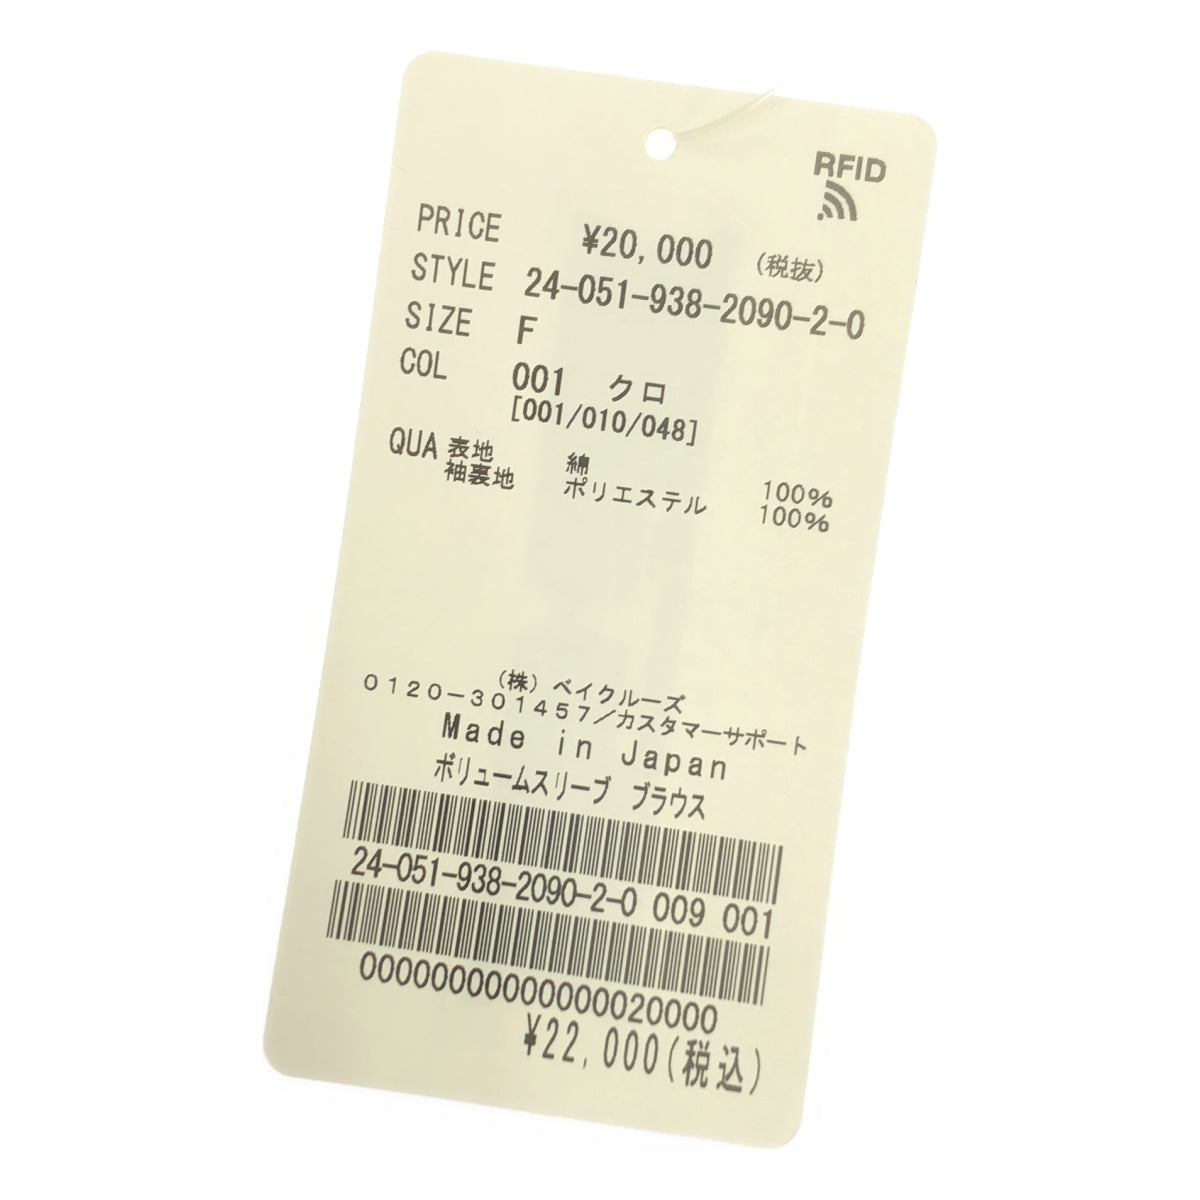 RFID
PRICE ¥20,000 (税抜)
STYLE 24-051-938-2090-2-0
SIZE F
COL 001 クロ
[001/010/048]
QUA 表地 綿 100%
袖裏地 ポリエステル 100%
(株) ベイクルーズ
0120-301457/カスタマーサポート
Made in Japan
ボリュームスリーブ ブラウス
24-051-938-2090-2-0 009 001
00000000000000020000
¥22,000(税込)